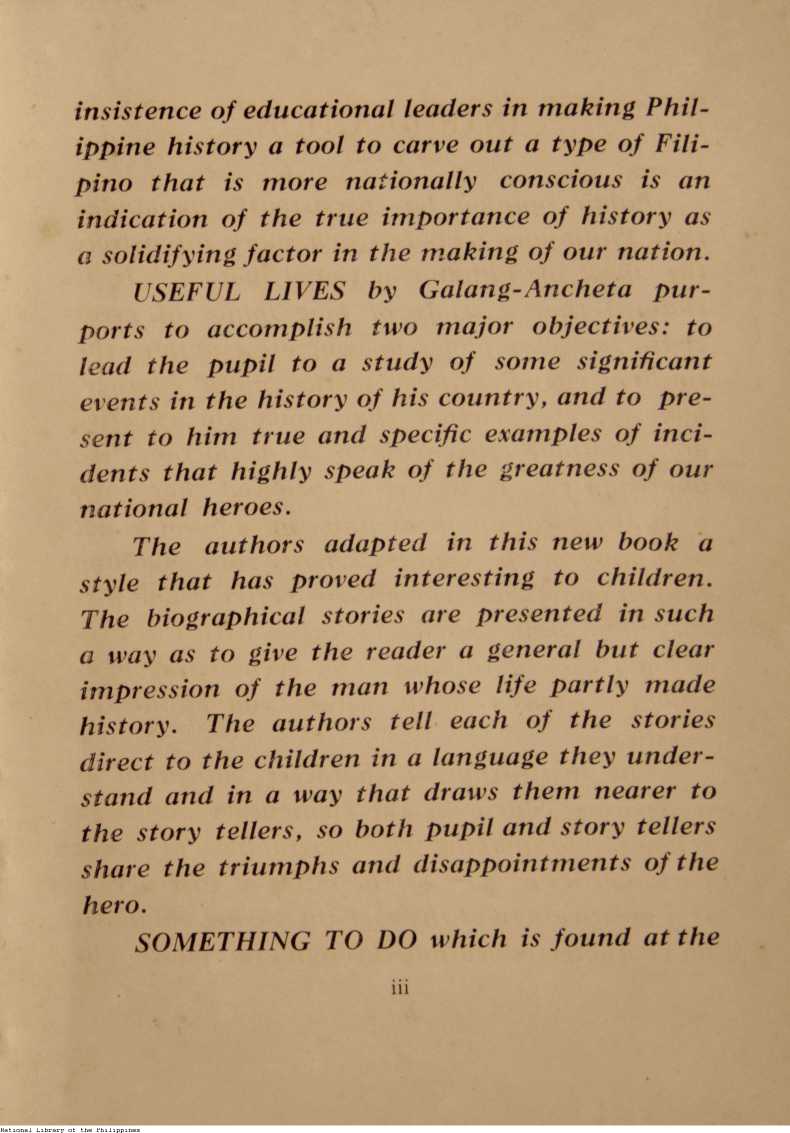 insistence of educational leaders in making Phil-
ippine history a tool to carve out a type of Fili-
pino that is more nationally conscious is an
indication of the true importance of history as
a solidifying factor in the making of our nation.
USEFUL LIVES by Galang-Ancheta pur-
ports to accomplish two major objectives: to
lead the pupil to a study of some significant
events in the history of his country, and to pre-
sent to him true and specific examples of inci-
dents that highly speak of the greatness of our
national heroes.
The authors adapted in this new book a
style that has proved interesting to children.
The biographical stories are presented in such
a way as to give the reader a general but clear
impression of the man whose life partly made
history. The authors tell each of the stories
direct to the children in a language they under-
stand and in a way that draws them nearer to
the story tellers, so both pupil and story tellers
share the triumphs and disappointments of the
hero.
SOMETHING TO DO which is found at the
iii
National Library of the Philippines